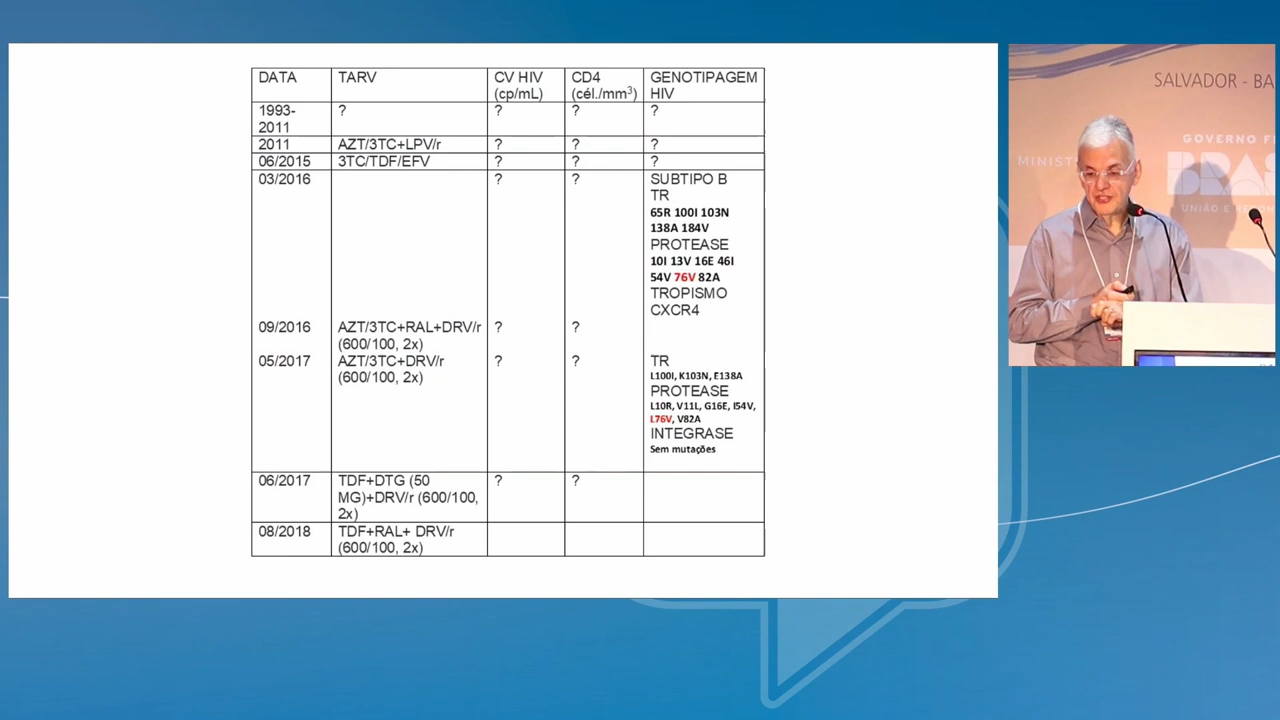 DATA TARV CV HIV CD4 GENOTIPAGEM
(cp/mL) (cél./mm³) HIV
1993- ? ? ? ?
2011
2011 AZT/3TC+LPV/r ? ? ?
06/2015 3TC/TDF/EFV ? ? ?
03/2016 ? ? SUBTIPO B
TR
65R 100I 103N
138A 184V
PROTEASE
10I 13V 16E 46I
54V 76V 82A
TROPISMO
CXCR4
09/2016 AZT/3TC+RAL+DRV/r ? ?
(600/100, 2x)
05/2017 AZT/3TC+DRV/r ? ? TR
(600/100, 2x) L100I, K103N, E138A
PROTEASE
L10R, V11L, G16E, I54V,
L76V, V82A
INTEGRASE
Sem mutações
06/2017 TDF+DTG (50 ? ?
MG)+DRV/r (600/100,
2x)
08/2018 TDF+RAL+ DRV/r
(600/100, 2x)
SALVADOR - BA
GOVERNO FE
MINIST
BRAS
UNIÃO E RECON